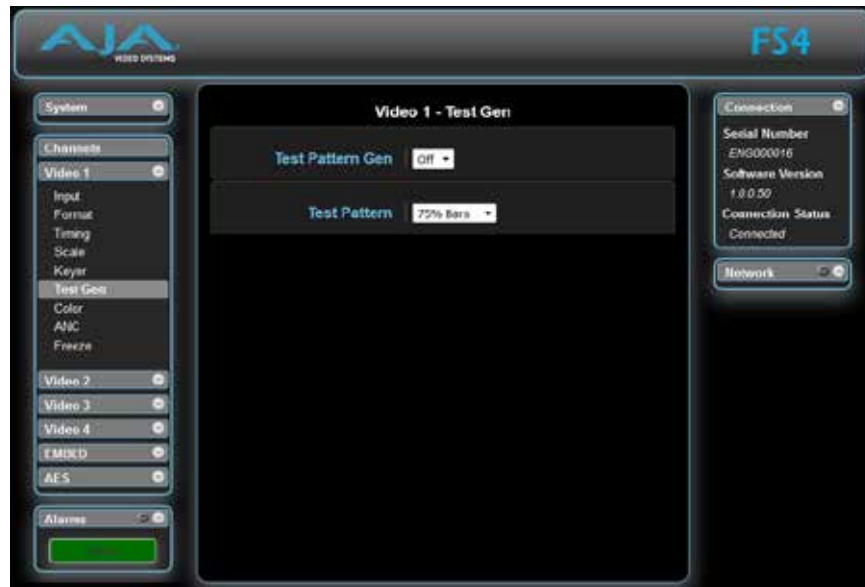 AJA
VIDEO SYSTEMS
FS4
System
Channels
Video 1
Input
Format
Timing
Scale
Keyer
Test Gen
Color
ANC
Freeze
Video 2
Video 3
Video 4
EMBED
AES
Alarms
Video 1 - Test Gen
Test Pattern Gen
Off
Test Pattern
75% Bars
Connection
Serial Number
ENG000016
Software Version
1.0.0.50
Connection Status
Connected
Network